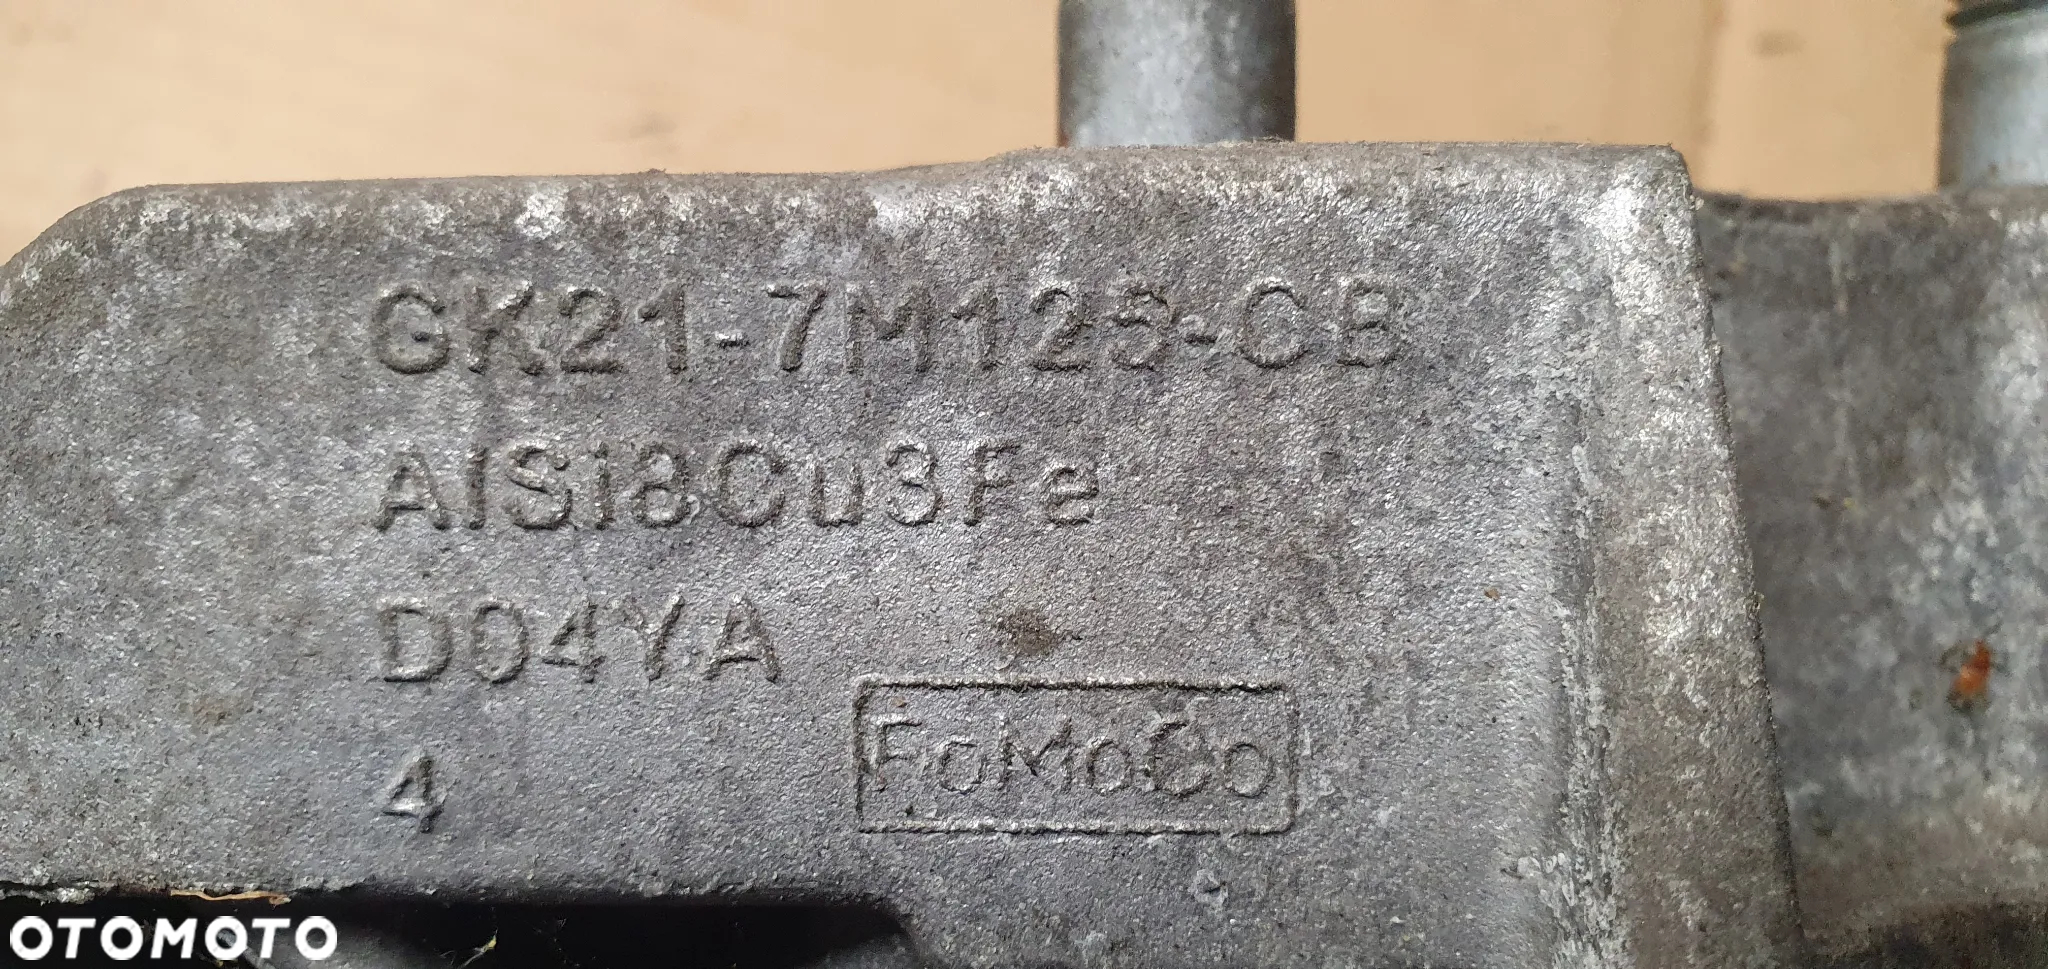 GK21-7M125-CB
AlSi8Cu3Fe
D04YA
FoMoCo
4
OTOMOTO